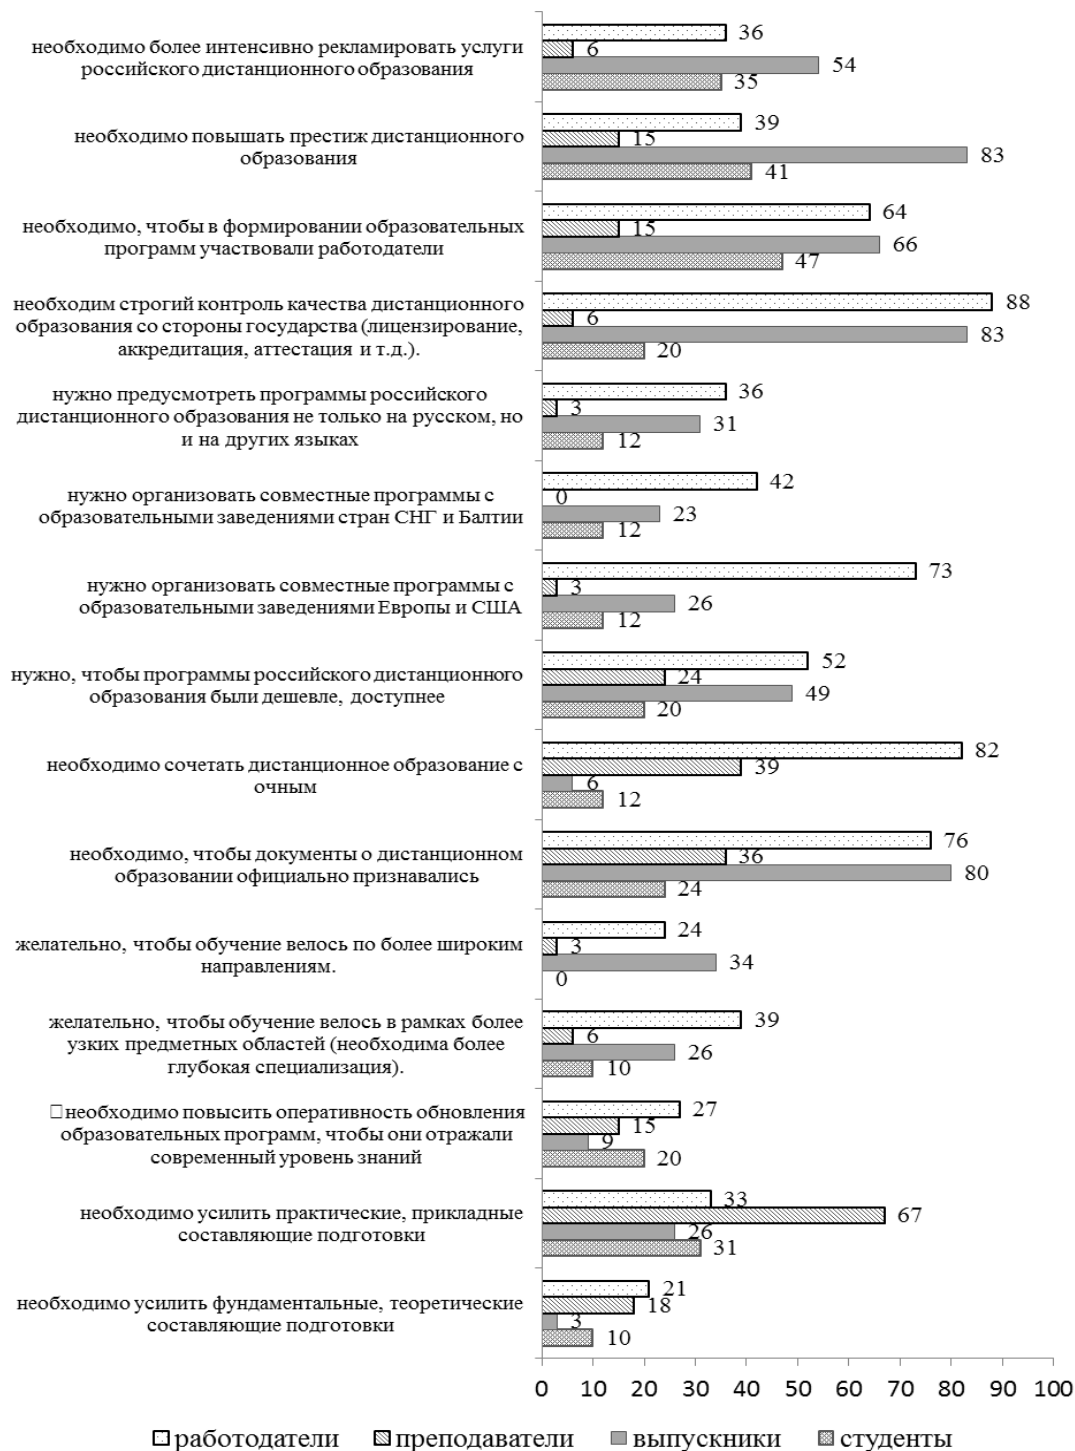 необходимо более интенсивно рекламировать услуги
российского дистанционного образования
36
6
54
35
необходимо повышать престиж дистанционного
образования
39
15
83
41
необходимо, чтобы в формировании образовательных
программ участвовали работодатели
64
15
66
47
необходим строгий контроль качества дистанционного
образования со стороны государства (лицензирование,
аккредитация, аттестация и т.д.).
88
6
83
20
нужно предусмотреть программы российского
дистанционного образования не только на русском, но
и на других языках
36
3
31
12
нужно организовать совместные программы с
образовательными заведениями стран СНГ и Балтии
42
0
23
12
нужно организовать совместные программы с
образовательными заведениями Европы и США
73
3
26
12
нужно, чтобы программы российского дистанционного
образования были дешевле, доступнее
52
24
49
20
необходимо сочетать дистанционное образование с
очным
82
39
6
12
необходимо, чтобы документы о дистанционном
образовании официально признавались
76
36
80
24
желательно, чтобы обучение велось по более широким
направлениям.
24
3
34
0
желательно, чтобы обучение велось в рамках более
узких предметных областей (необходима более
глубокая специализация).
39
6
26
10
необходимо повысить оперативность обновления
образовательных программ, чтобы они отражали
современный уровень знаний
27
15
9
20
необходимо усилить практические, прикладные
составляющие подготовки
33
67
26
31
необходимо усилить фундаментальные, теоретические
составляющие подготовки
21
18
3
10
0 10 20 30 40 50 60 70 80 90 100
работодатели преподаватели выпускники студенты